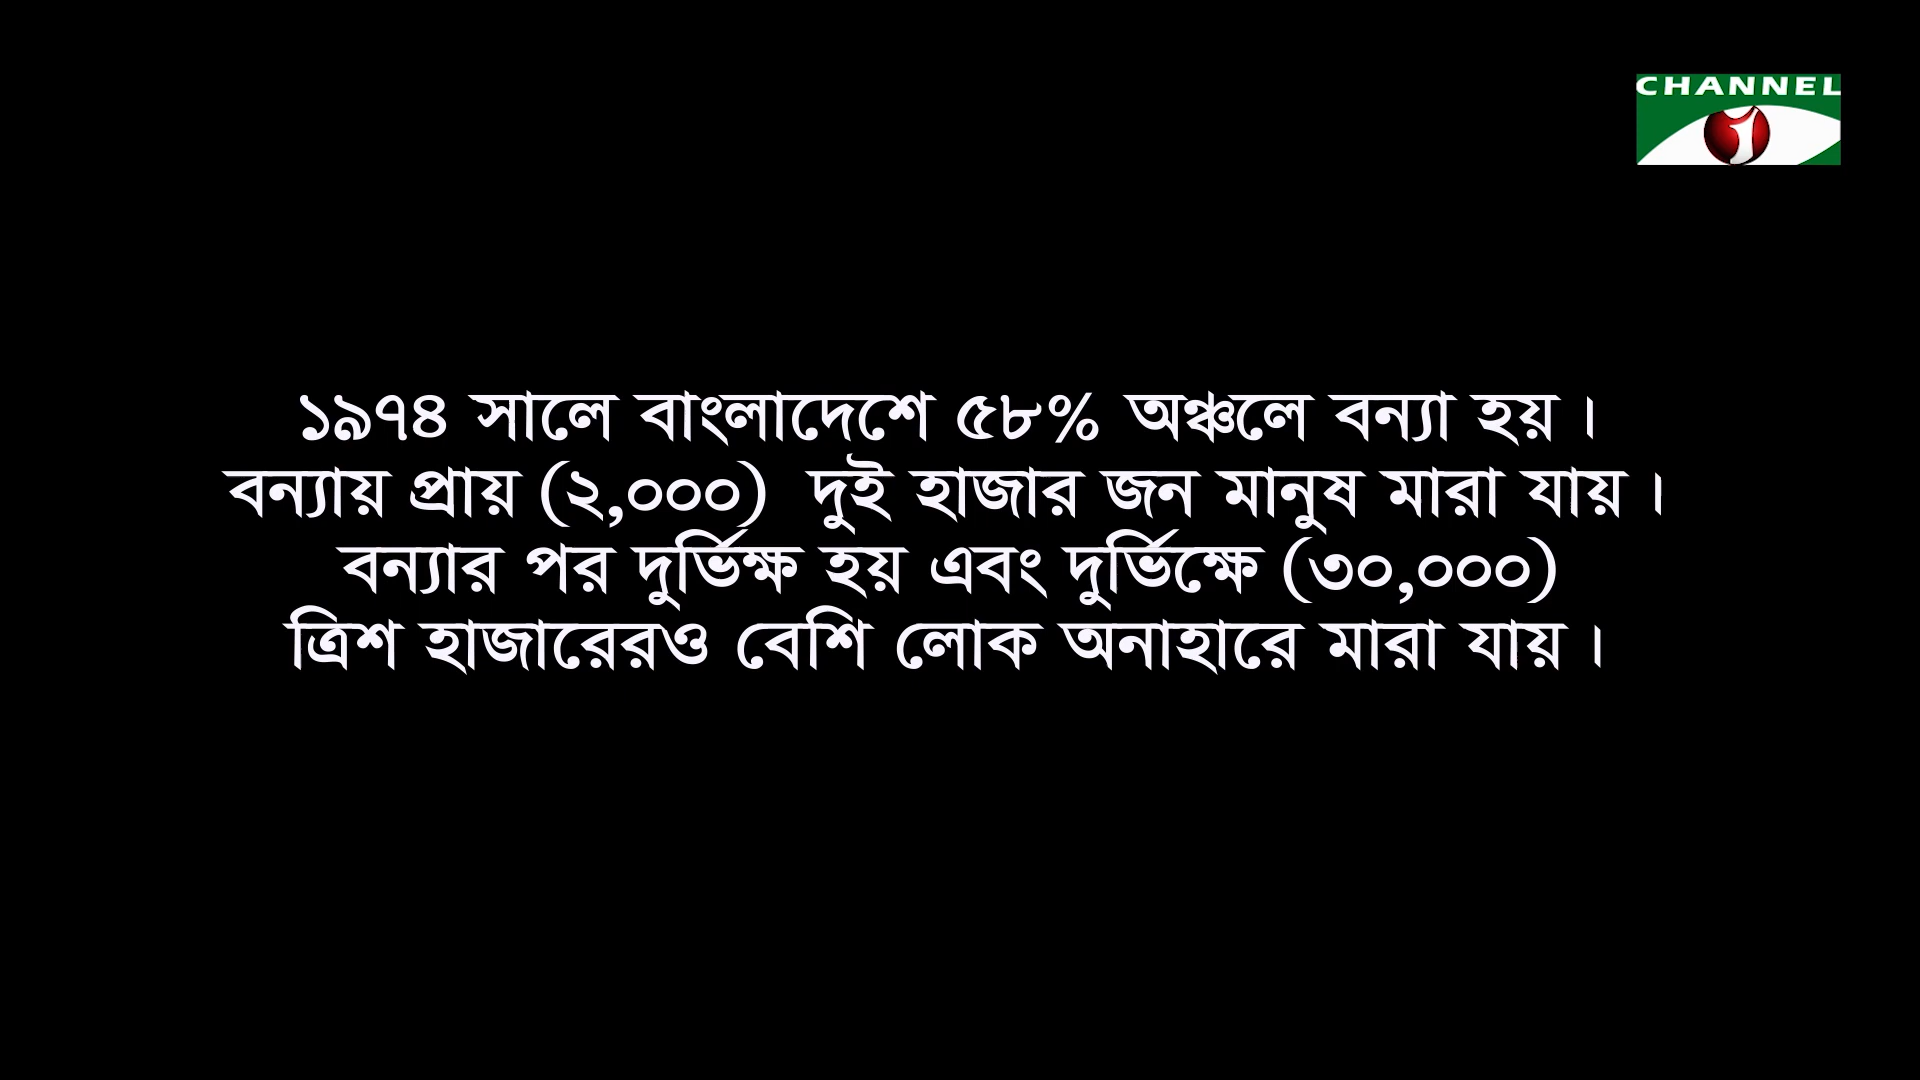 CHANNEL
i
১৯৭৪ সালে বাংলাদেশে ৫৮% অঞ্চলে বন্যা হয়।
বন্যায় প্রায় (২,০০০) দুই হাজার জন মানুষ মারা যায়।
বন্যার পর দুর্ভিক্ষ হয় এবং দুর্ভিক্ষে (৩০,০০০)
ত্রিশ হাজারেরও বেশি লোক অনাহারে মারা যায়।